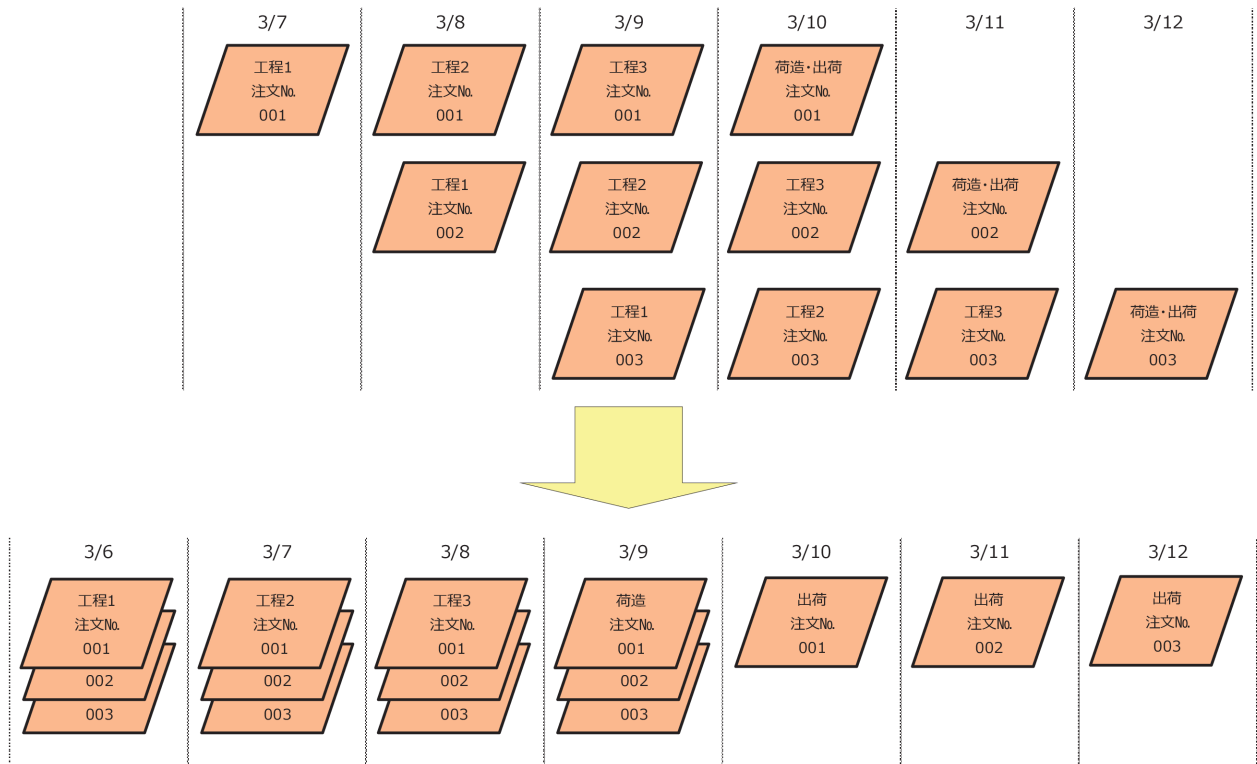 3/7
3/8
3/9
3/10
3/11
3/12
工程1
注文№
001
工程2
注文№
001
工程3
注文№
001
荷造・出荷
注文№
001
工程1
注文№
002
工程2
注文№
002
工程3
注文№
002
荷造・出荷
注文№
002
工程1
注文№
003
工程2
注文№
003
工程3
注文№
003
荷造・出荷
注文№
003
3/6
3/7
3/8
3/9
3/10
3/11
3/12
工程1
注文№
001
002
003
工程2
注文№
001
002
003
工程3
注文№
001
002
003
荷造
注文№
001
002
003
出荷
注文№
001
出荷
注文№
002
出荷
注文№
003